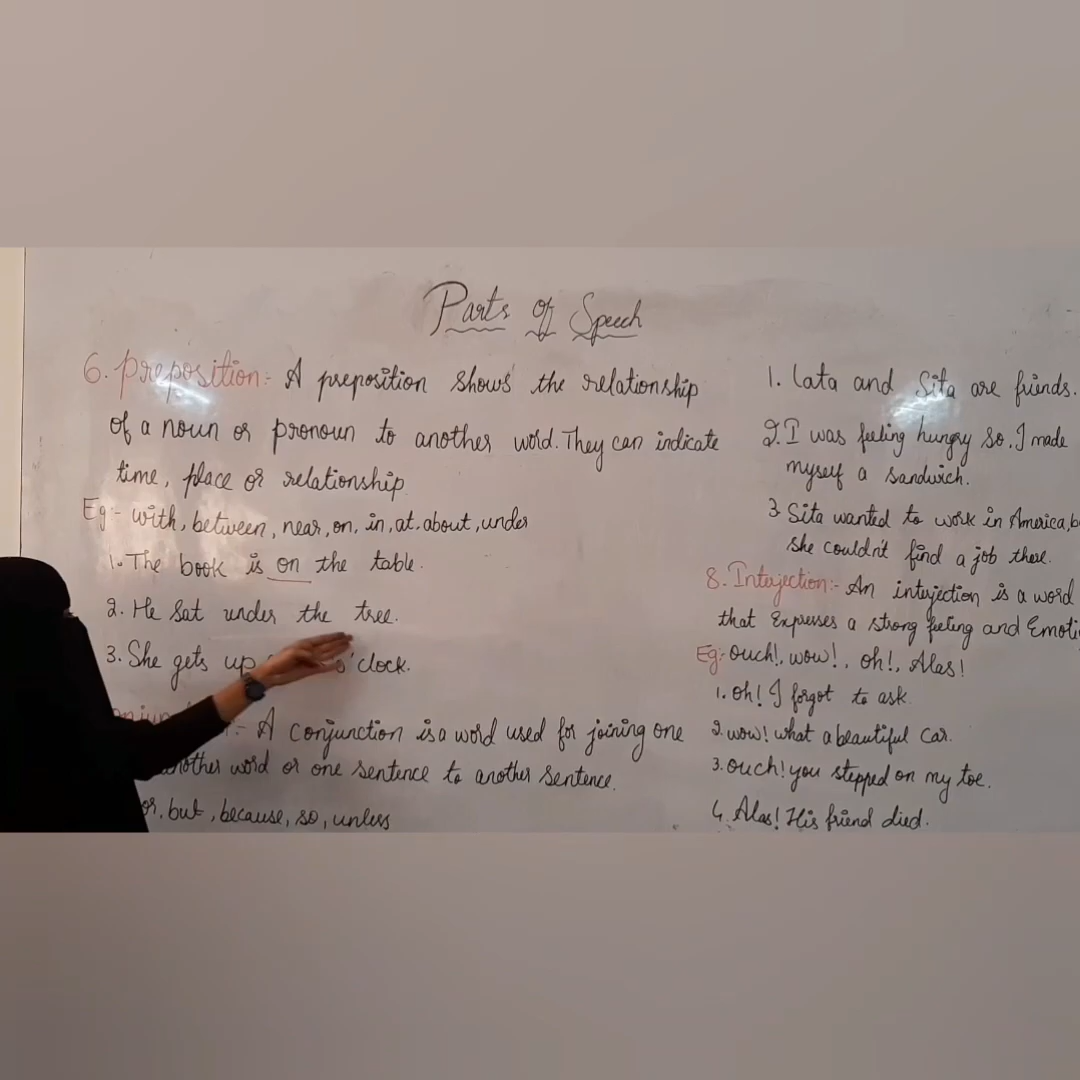 Parts of Speech
6. Preposition:- A preposition shows the relationship
of a noun or pronoun to another word. They can indicate
time, place or relationship
Eg:- with, between, near, on, in, at, about, under
1. The book is on the table.
2. He Sat under the tree.
3. She gets up o'clock.
:- A conjunction is a word used for joining one
another word or one sentence to another sentence.
or, but, because, so, unless
1. Lata and Sita are friends.
2. I was feeling hungry so. I made
myself a sandwich.
3. Sita wanted to work in America, b
she couldn't find a job there.
8. Interjection:- An interjection is a word
that Expresses a strong feeling and Emoti
Eg:- Ouch!, wow!, oh!, Alas!
1. Oh! I forgot to ask
2. wow! what a beautiful car.
3. Ouch! you stepped on my toe.
4. Alas! His friend died.